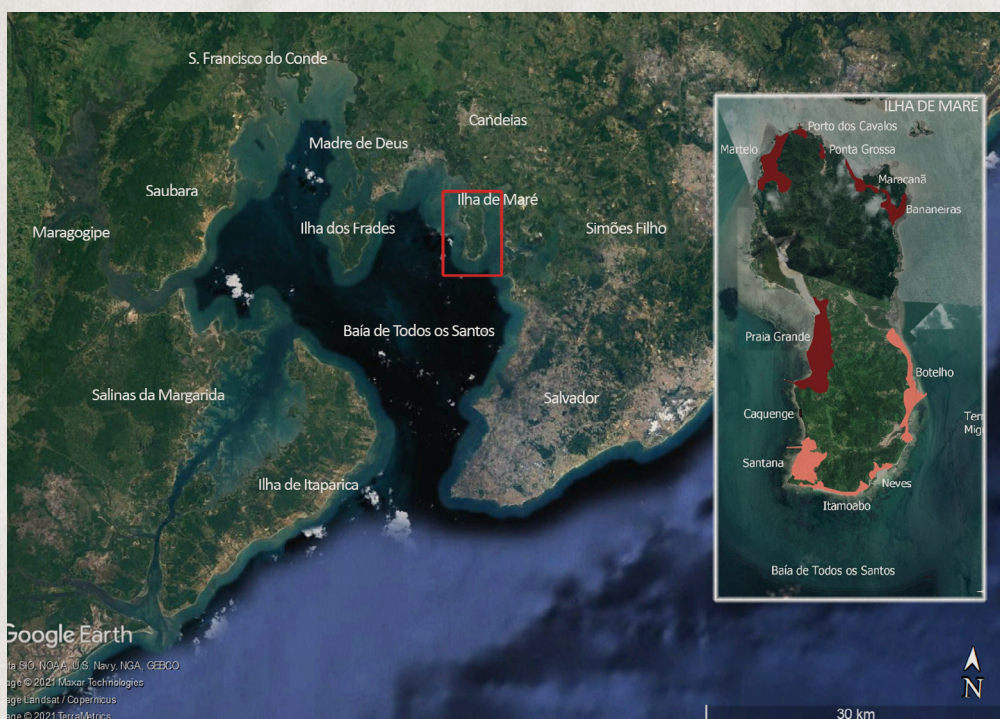 S. Francisco do Conde
Candeias
Madre de Deus
Saubara
Ilha de Maré
Maragogipe
Ilha dos Frades
Simões Filho
Baía de Todos os Santos
Salinas da Margarida
Salvador
Ilha de Itaparica
ILHA DE MARÉ
Porto dos Cavalos
Martelo
Ponta Grossa
Maracanã
Bananeiras
Praia Grande
Botelho
Caquenge
Santana
Neves
Itamoabo
Baía de Todos os Santos
Google Earth
SIO, NOAA, U.S. Navy, NGA, GEBCO
© 2021 Maxar Technologies
Landsat / Copernicus
© 2021 TerraMetrics
N
30 km